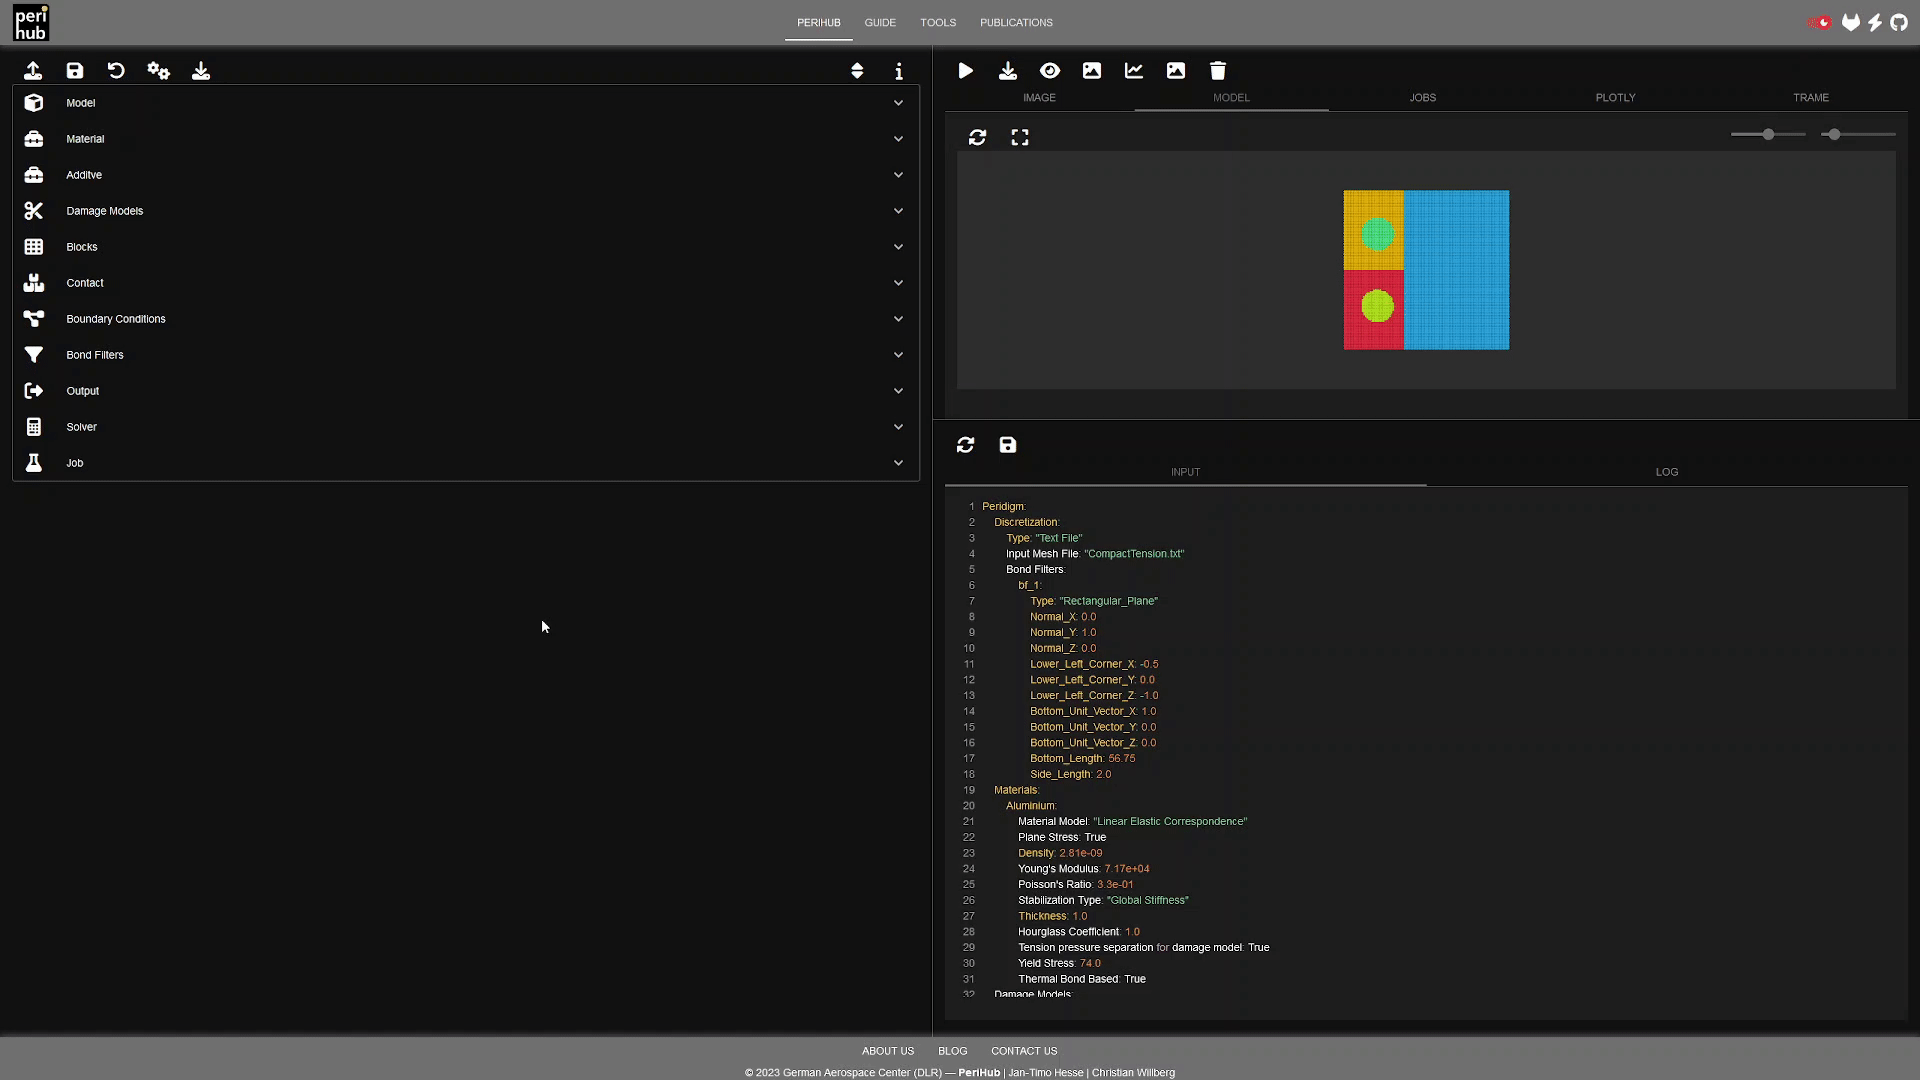 peri
hub
PERIHUB
GUIDE
TOOLS
PUBLICATIONS
Model
Material
Additve
Damage Models
Blocks
Contact
Boundary Conditions
Bond Filters
Output
Solver
Job
IMAGE
MODEL
JOBS
PLOTLY
TRAME
INPUT
LOG
1 Peridigm:
2 Discretization:
3 Type: "Text File"
4 Input Mesh File: "CompactTension.txt"
5 Bond Filters:
6 bf_1:
7 Type: "Rectangular_Plane"
8 Normal_X: 0.0
9 Normal_Y: 1.0
10 Normal_Z: 0.0
11 Lower_Left_Corner_X: -0.5
12 Lower_Left_Corner_Y: 0.0
13 Lower_Left_Corner_Z: -1.0
14 Bottom_Unit_Vector_X: 1.0
15 Bottom_Unit_Vector_Y: 0.0
16 Bottom_Unit_Vector_Z: 0.0
17 Bottom_Length: 56.75
18 Side_Length: 2.0
19 Materials:
20 Aluminium:
21 Material Model: "Linear Elastic Correspondence"
22 Plane Stress: True
23 Density: 2.81e-09
24 Young's Modulus: 7.17e+04
25 Poisson's Ratio: 3.3e-01
26 Stabilization Type: "Global Stiffness"
27 Thickness: 1.0
28 Hourglass Coefficient: 1.0
29 Tension pressure separation for damage model: True
30 Yield Stress: 74.0
31 Thermal Bond Based: True
32 Damage Models:
ABOUT US
BLOG
CONTACT US
© 2023 German Aerospace Center (DLR) — PeriHub | Jan-Timo Hesse | Christian Willberg